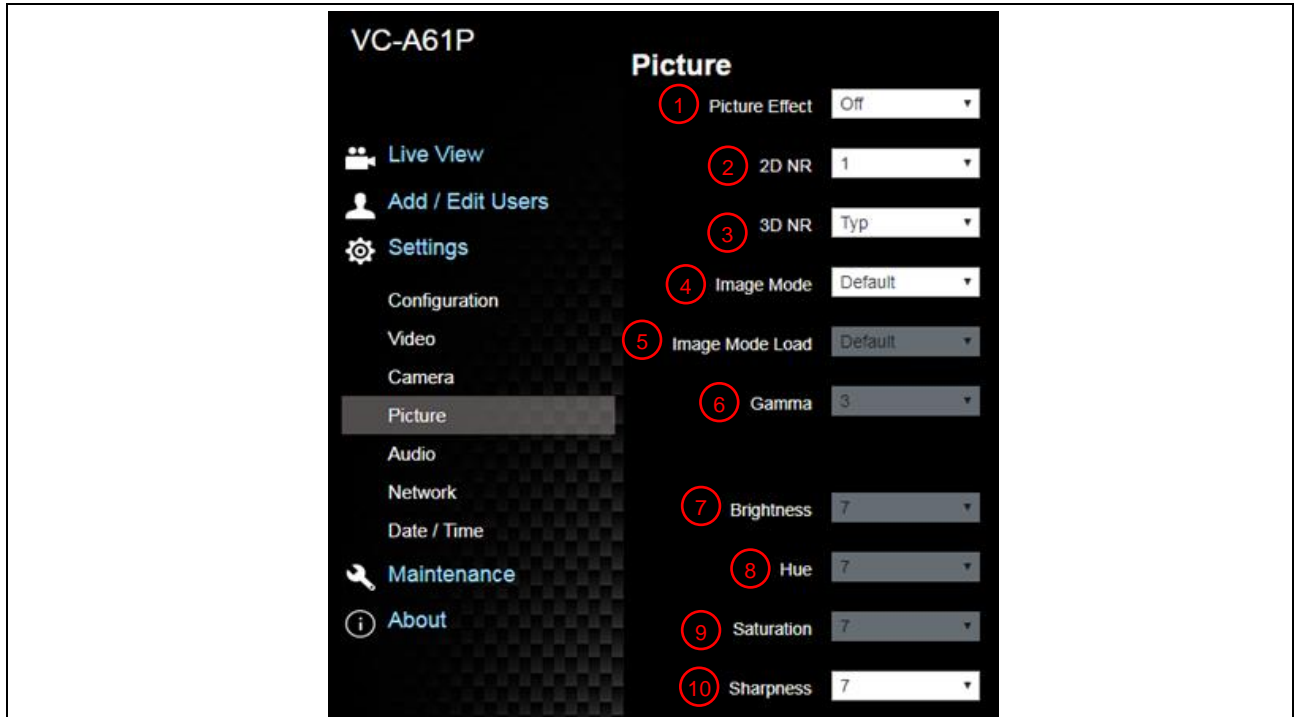 VC-A61P
Live View
Add / Edit Users
Settings
Configuration
Video
Camera
Picture
Audio
Network
Date / Time
Maintenance
About
Picture
1 Picture Effect Off
2 2D NR 1
3 3D NR Typ
4 Image Mode Default
5 Image Mode Load Default
6 Gamma 3
7 Brightness 7
8 Hue 7
9 Saturation 7
10 Sharpness 7